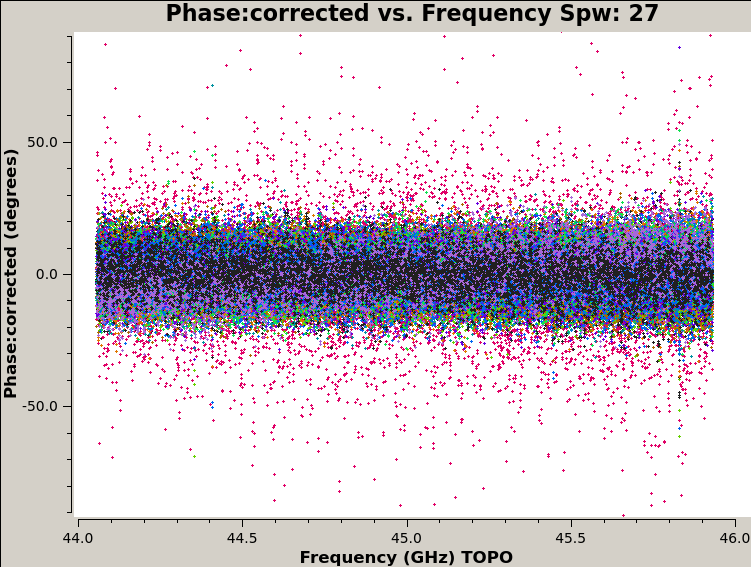 Phase:corrected vs. Frequency Spw: 27
Phase:corrected (degrees)
50.0
0.0
-50.0
44.0 44.5 45.0 45.5 46.0
Frequency (GHz) TOPO